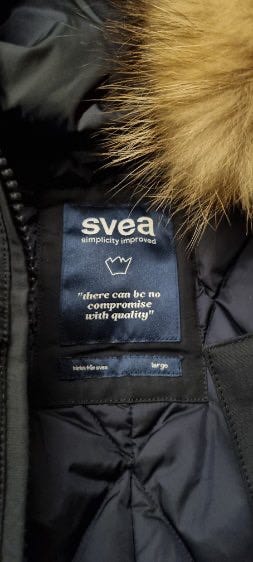 svea
simplicity improved
"there can be no
compromise
with quality"
large